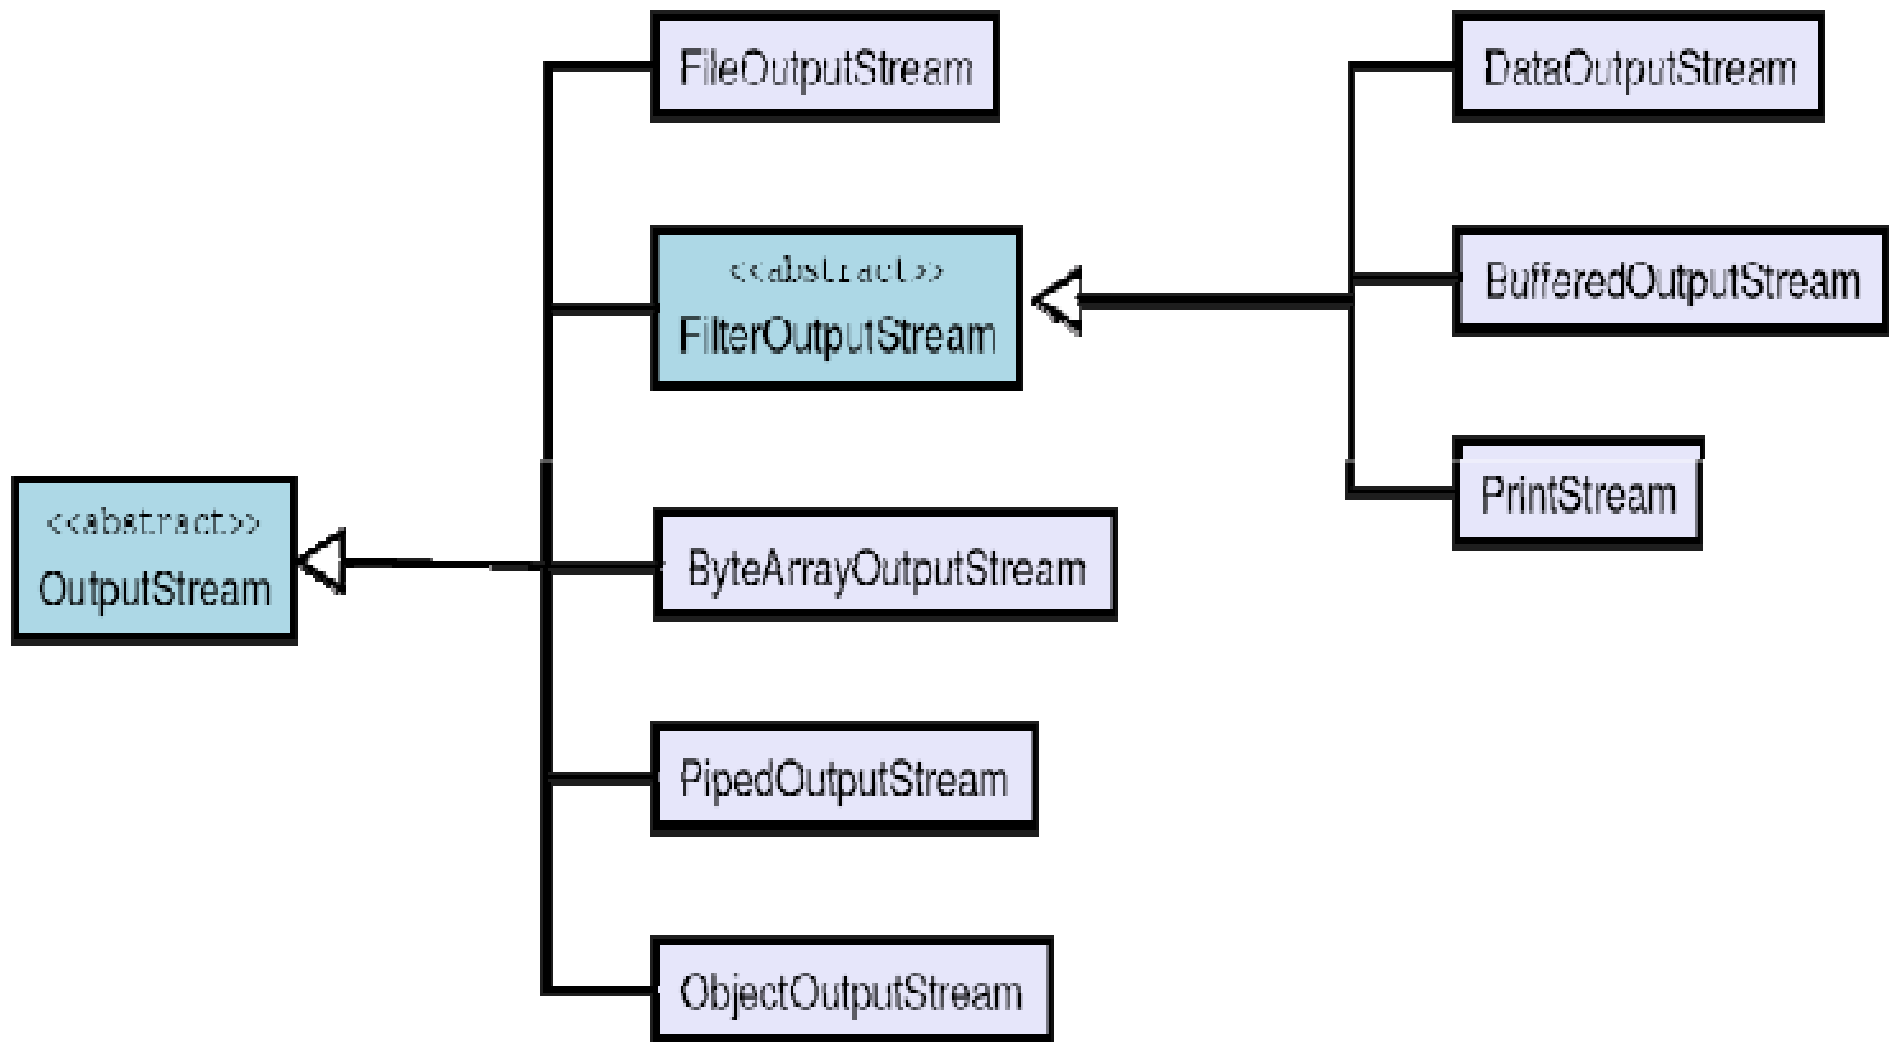 FileOutputStream
DataOutputStream
<<abstract>>
FilterOutputStream
BufferedOutputStream
PrintStream
<<abstract>>
OutputStream
ByteArrayOutputStream
PipedOutputStream
ObjectOutputStream